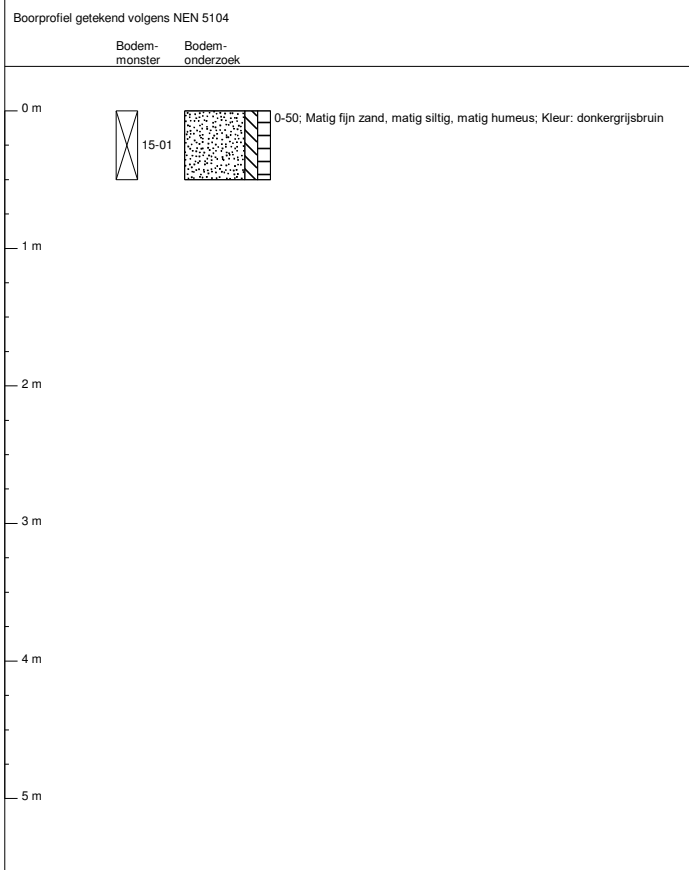 Boorprofiel getekend volgens NEN 5104
Bodem-
monster
Bodem-
onderzoek
0 m
15-01
0-50; Matig fijn zand, matig siltig, matig humeus; Kleur: donkergrijsbruin
1 m
2 m
3 m
4 m
5 m